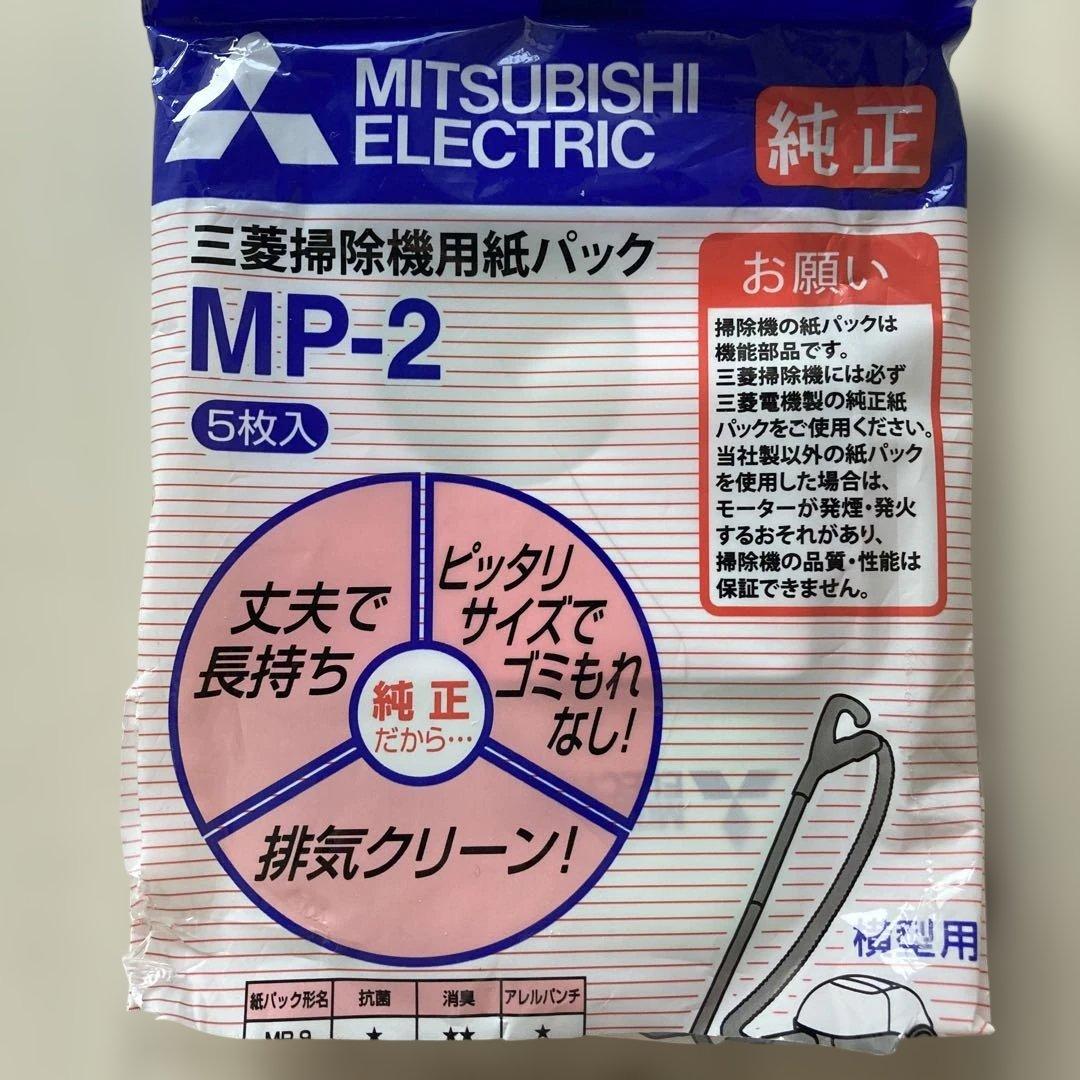 MITSUBISHI
ELECTRIC
純正
三菱掃除機用紙パック
MP-2
5枚入
お願い
掃除機の紙パックは
機能部品です。
三菱掃除機には必ず
三菱電機製の純正紙
パックをご使用ください。
当社製以外の紙パック
を使用した場合は、
モーターが発煙・発火
するおそれがあり、
掃除機の品質・性能は
保証できません。
丈夫で
長持ち
ピッタリ
サイズで
ゴミもれ
なし!
純正
だから…
排気クリーン!
横型用
紙パック形名 抗菌 消臭 アレルパンチ
★ ★★ ★